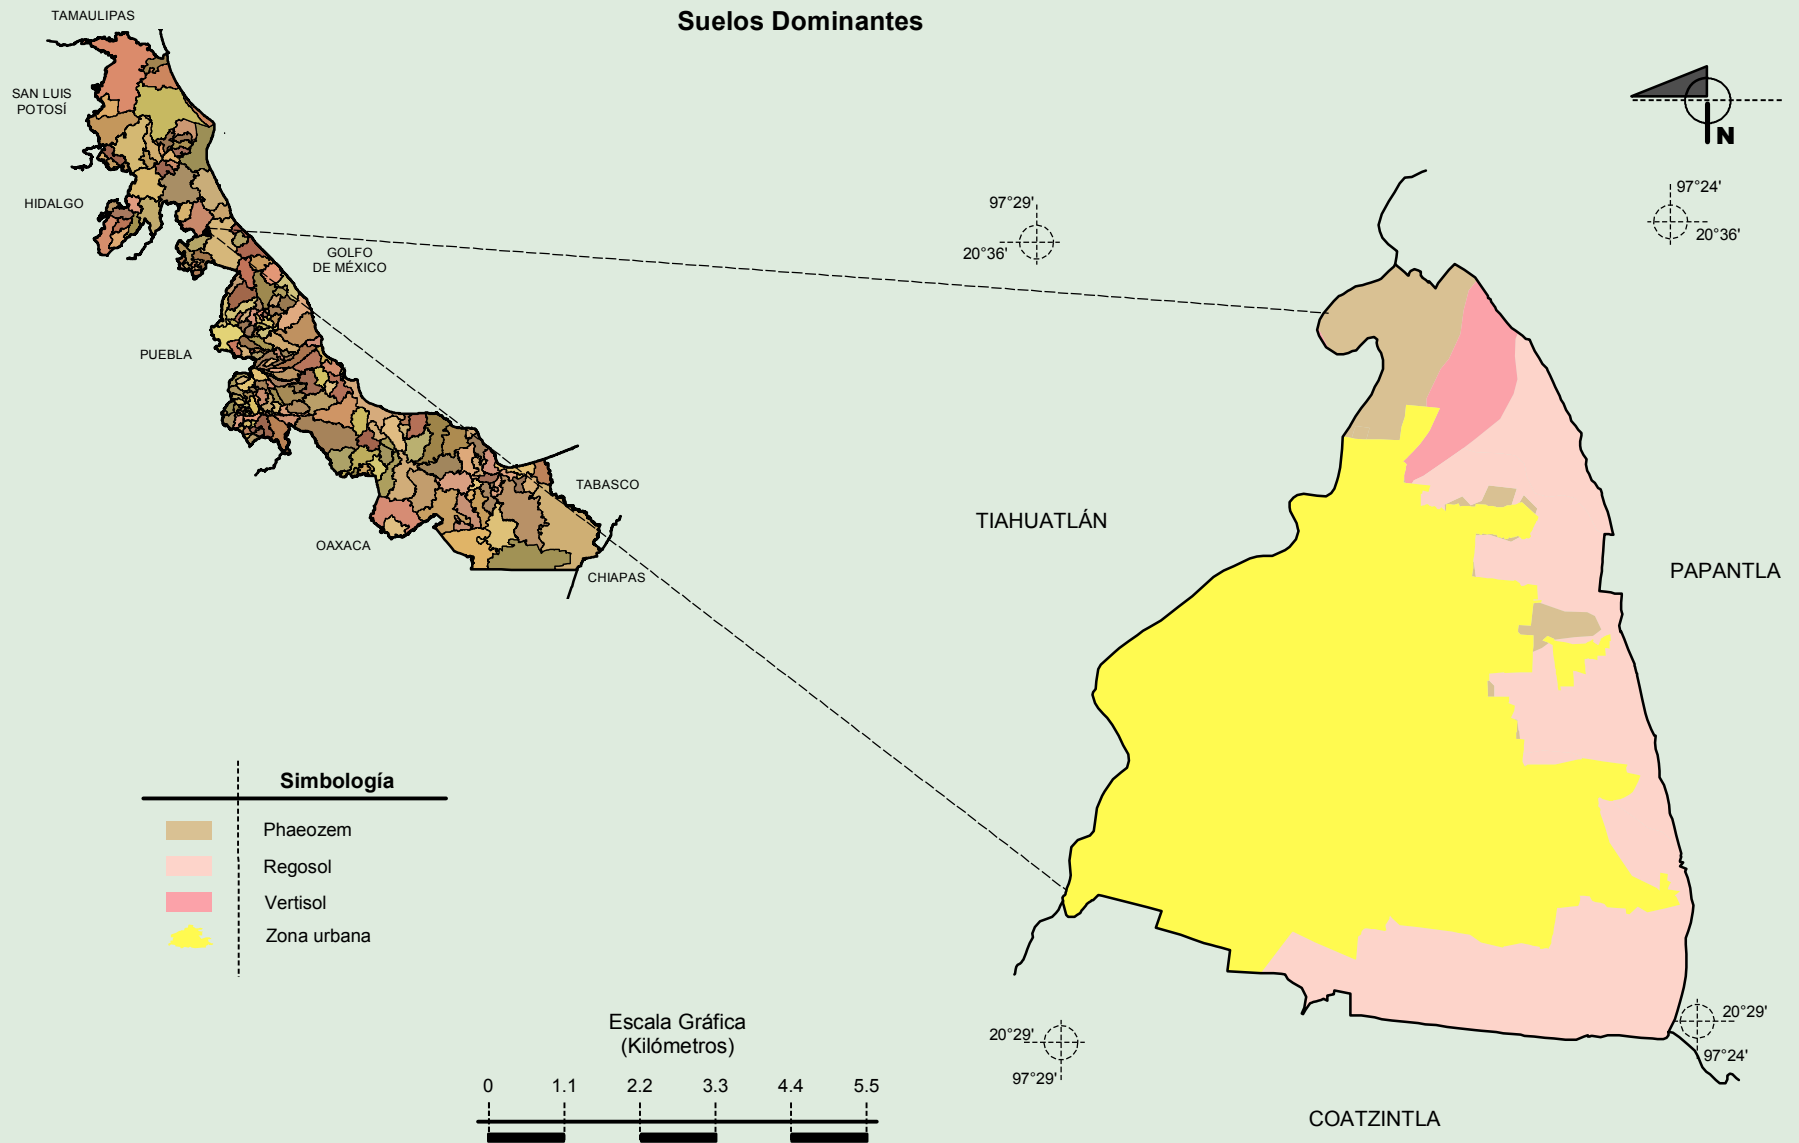 Suelos Dominantes
TAMAULIPAS
SAN LUIS
POTOSÍ
HIDALGO
GOLFO
DE MÉXICO
PUEBLA
OAXACA
TABASCO
CHIAPAS
N
97°29'
20°36'
97°24'
20°36'
TIAHUATLÁN
PAPANTLA
COATZINTLA
20°29'
97°29'
20°29'
97°24'
Simbología
Phaeozem
Regosol
Vertisol
Zona urbana
Escala Gráfica
(Kilómetros)
0 1.1 2.2 3.3 4.4 5.5